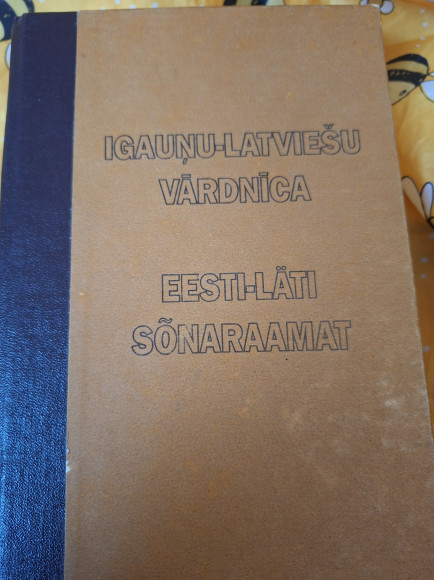 IGAUŅU-LATVIEŠU
VĀRDNĪCA
EESTI-LÄTI
SÕNARAAMAT